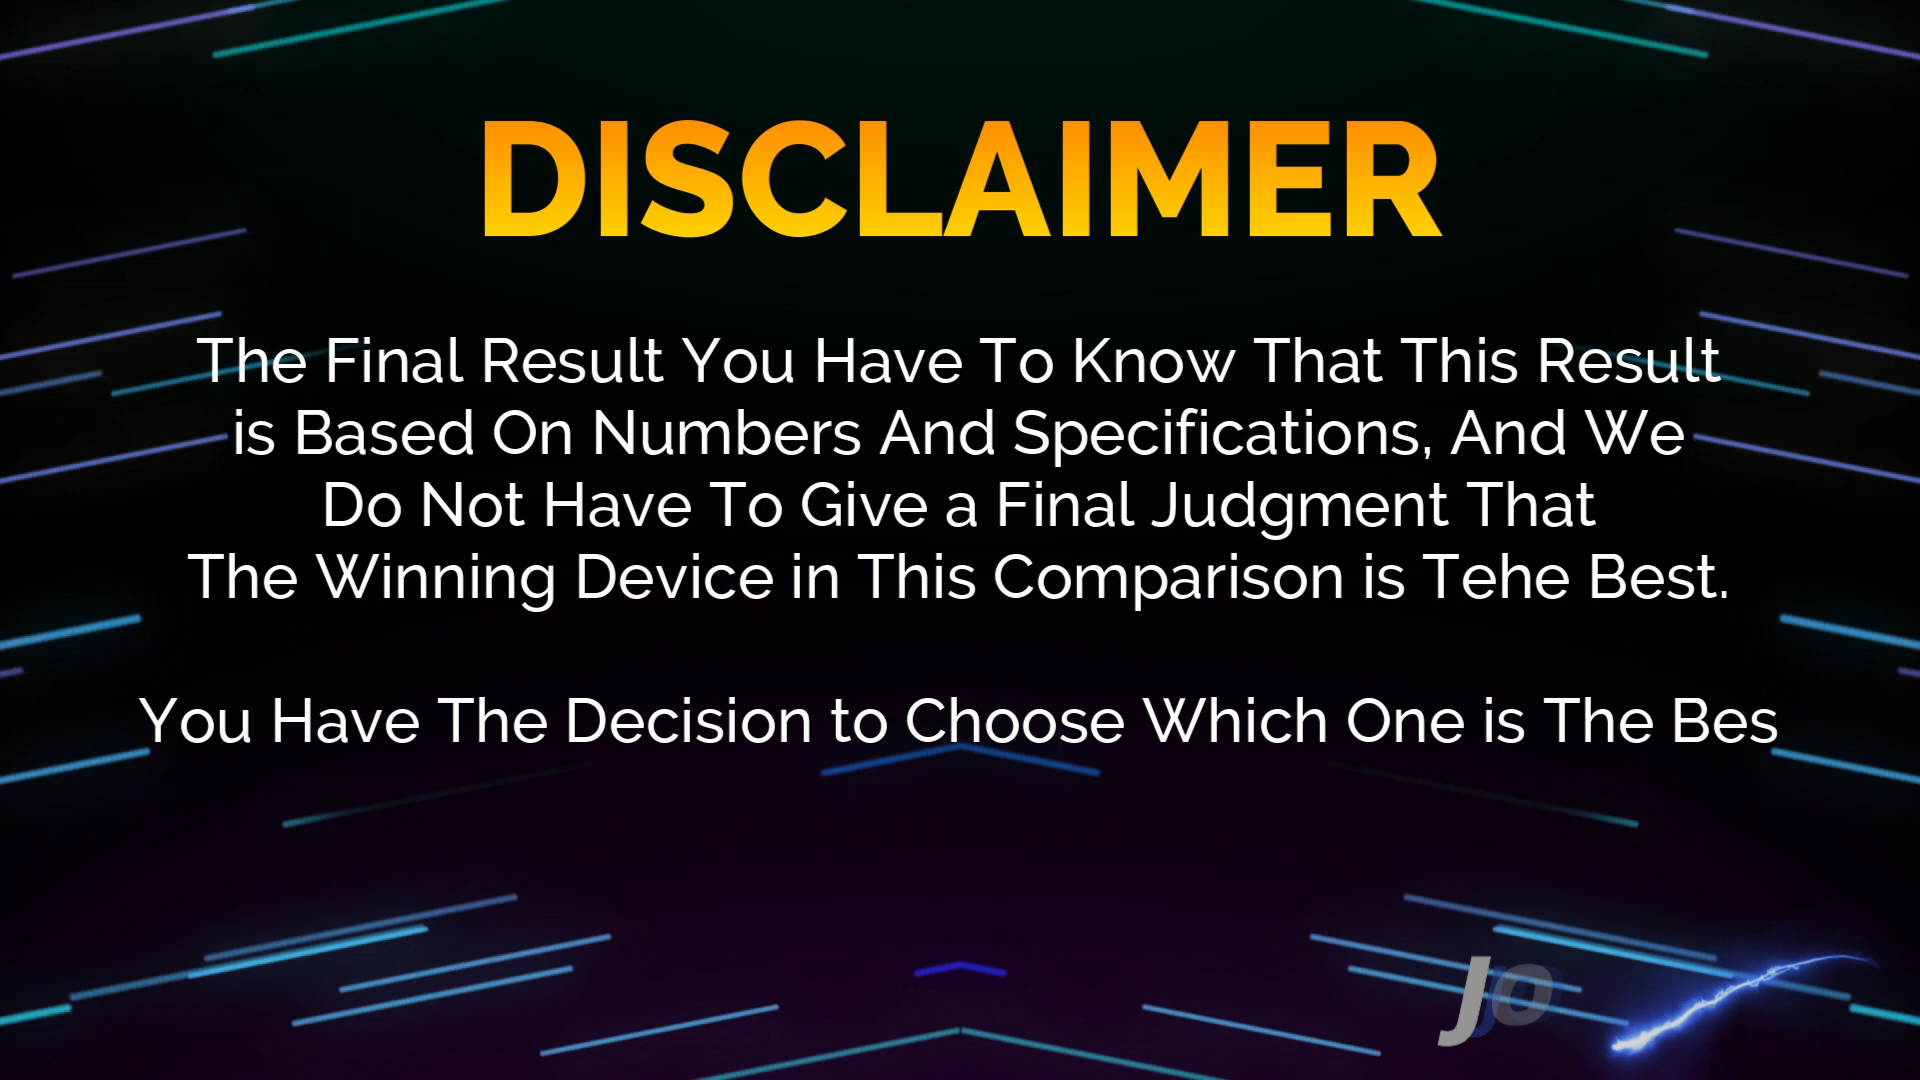 DISCLAIMER
The Final Result You Have To Know That This Result
is Based On Numbers And Specifications, And We
Do Not Have To Give a Final Judgment That
The Winning Device in This Comparison is Tehe Best.
You Have The Decision to Choose Which One is The Bes
JO